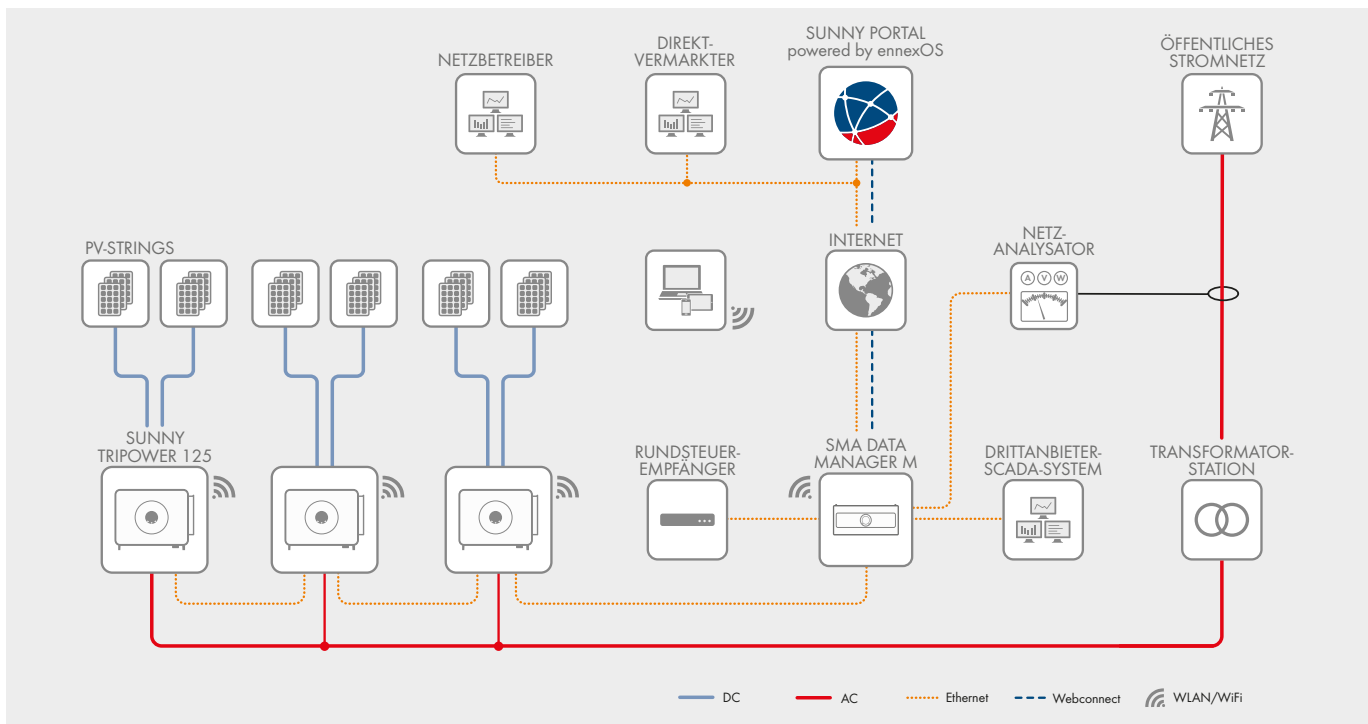 SUNNY PORTAL
powered by ennexOS
DIREKT-
VERMARKTER
NETZBETREIBER
ÖFFENTLICHES
STROMNETZ
PV-STRINGS
INTERNET
NETZ-
ANALYSATOR
A V W
SUNNY
TRIPOWER 125
RUNDSTEUER-
EMPFÄNGER
SMA DATA
MANAGER M
DRITTANBIETER-
SCADA-SYSTEM
TRANSFORMATOR-
STATION
DC
AC
Ethernet
Webconnect
WLAN/WiFi